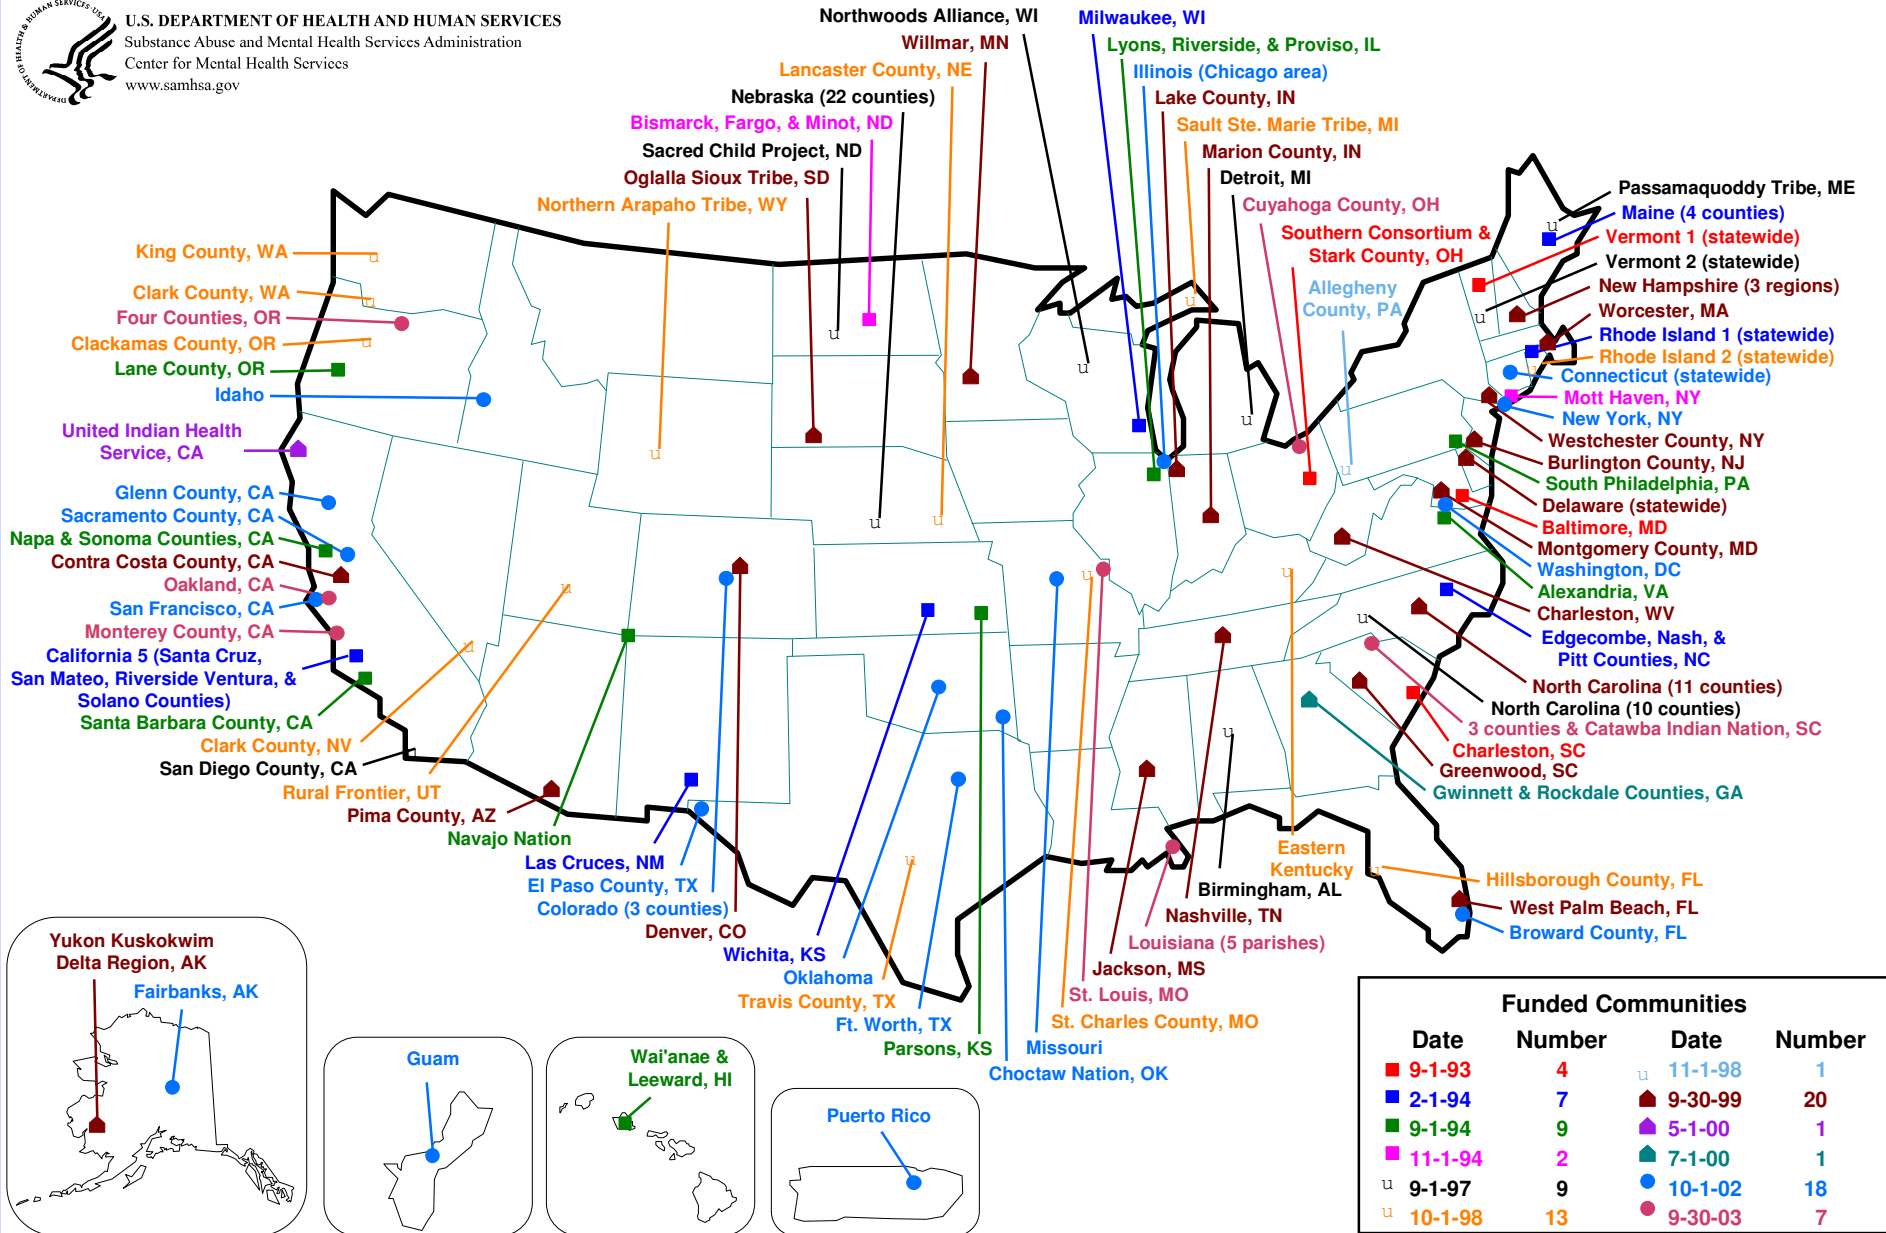 DEPARTMENT OF HEALTH & HUMAN SERVICES · USA
U.S. DEPARTMENT OF HEALTH AND HUMAN SERVICES
Substance Abuse and Mental Health Services Administration
Center for Mental Health Services
www.samhsa.gov
Northwoods Alliance, WI
Willmar, MN
Lancaster County, NE
Nebraska (22 counties)
Bismarck, Fargo, & Minot, ND
Sacred Child Project, ND
Oglalla Sioux Tribe, SD
Northern Arapaho Tribe, WY
Milwaukee, WI
Lyons, Riverside, & Proviso, IL
Illinois (Chicago area)
Lake County, IN
Sault Ste. Marie Tribe, MI
Marion County, IN
Detroit, MI
Cuyahoga County, OH
Southern Consortium &
Stark County, OH
Allegheny
County, PA
Passamaquoddy Tribe, ME
Maine (4 counties)
Vermont 1 (statewide)
Vermont 2 (statewide)
New Hampshire (3 regions)
Worcester, MA
Rhode Island 1 (statewide)
Rhode Island 2 (statewide)
Connecticut (statewide)
Mott Haven, NY
New York, NY
Westchester County, NY
Burlington County, NJ
South Philadelphia, PA
Delaware (statewide)
Baltimore, MD
Montgomery County, MD
Washington, DC
Alexandria, VA
Charleston, WV
Edgecombe, Nash, &
Pitt Counties, NC
North Carolina (11 counties)
North Carolina (10 counties)
3 counties & Catawba Indian Nation, SC
Charleston, SC
Greenwood, SC
Gwinnett & Rockdale Counties, GA
King County, WA
Clark County, WA
Four Counties, OR
Clackamas County, OR
Lane County, OR
Idaho
United Indian Health
Service, CA
Glenn County, CA
Sacramento County, CA
Napa & Sonoma Counties, CA
Contra Costa County, CA
Oakland, CA
San Francisco, CA
Monterey County, CA
California 5 (Santa Cruz,
San Mateo, Riverside Ventura, &
Solano Counties)
Santa Barbara County, CA
Clark County, NV
San Diego County, CA
Rural Frontier, UT
Pima County, AZ
Navajo Nation
Las Cruces, NM
El Paso County, TX
Colorado (3 counties)
Denver, CO
Wichita, KS
Oklahoma
Travis County, TX
Ft. Worth, TX
Parsons, KS
Choctaw Nation, OK
Missouri
St. Charles County, MO
St. Louis, MO
Jackson, MS
Louisiana (5 parishes)
Nashville, TN
Birmingham, AL
Eastern
Kentucky
Hillsborough County, FL
West Palm Beach, FL
Broward County, FL
Yukon Kuskokwim
Delta Region, AK
Fairbanks, AK
Guam
Wai'anae &
Leeward, HI
Puerto Rico
Funded Communities
Date Number Date Number
9-1-93 4 u 11-1-98 1
2-1-94 7 9-30-99 20
9-1-94 9 5-1-00 1
11-1-94 2 7-1-00 1
u 9-1-97 9 10-1-02 18
u 10-1-98 13 9-30-03 7